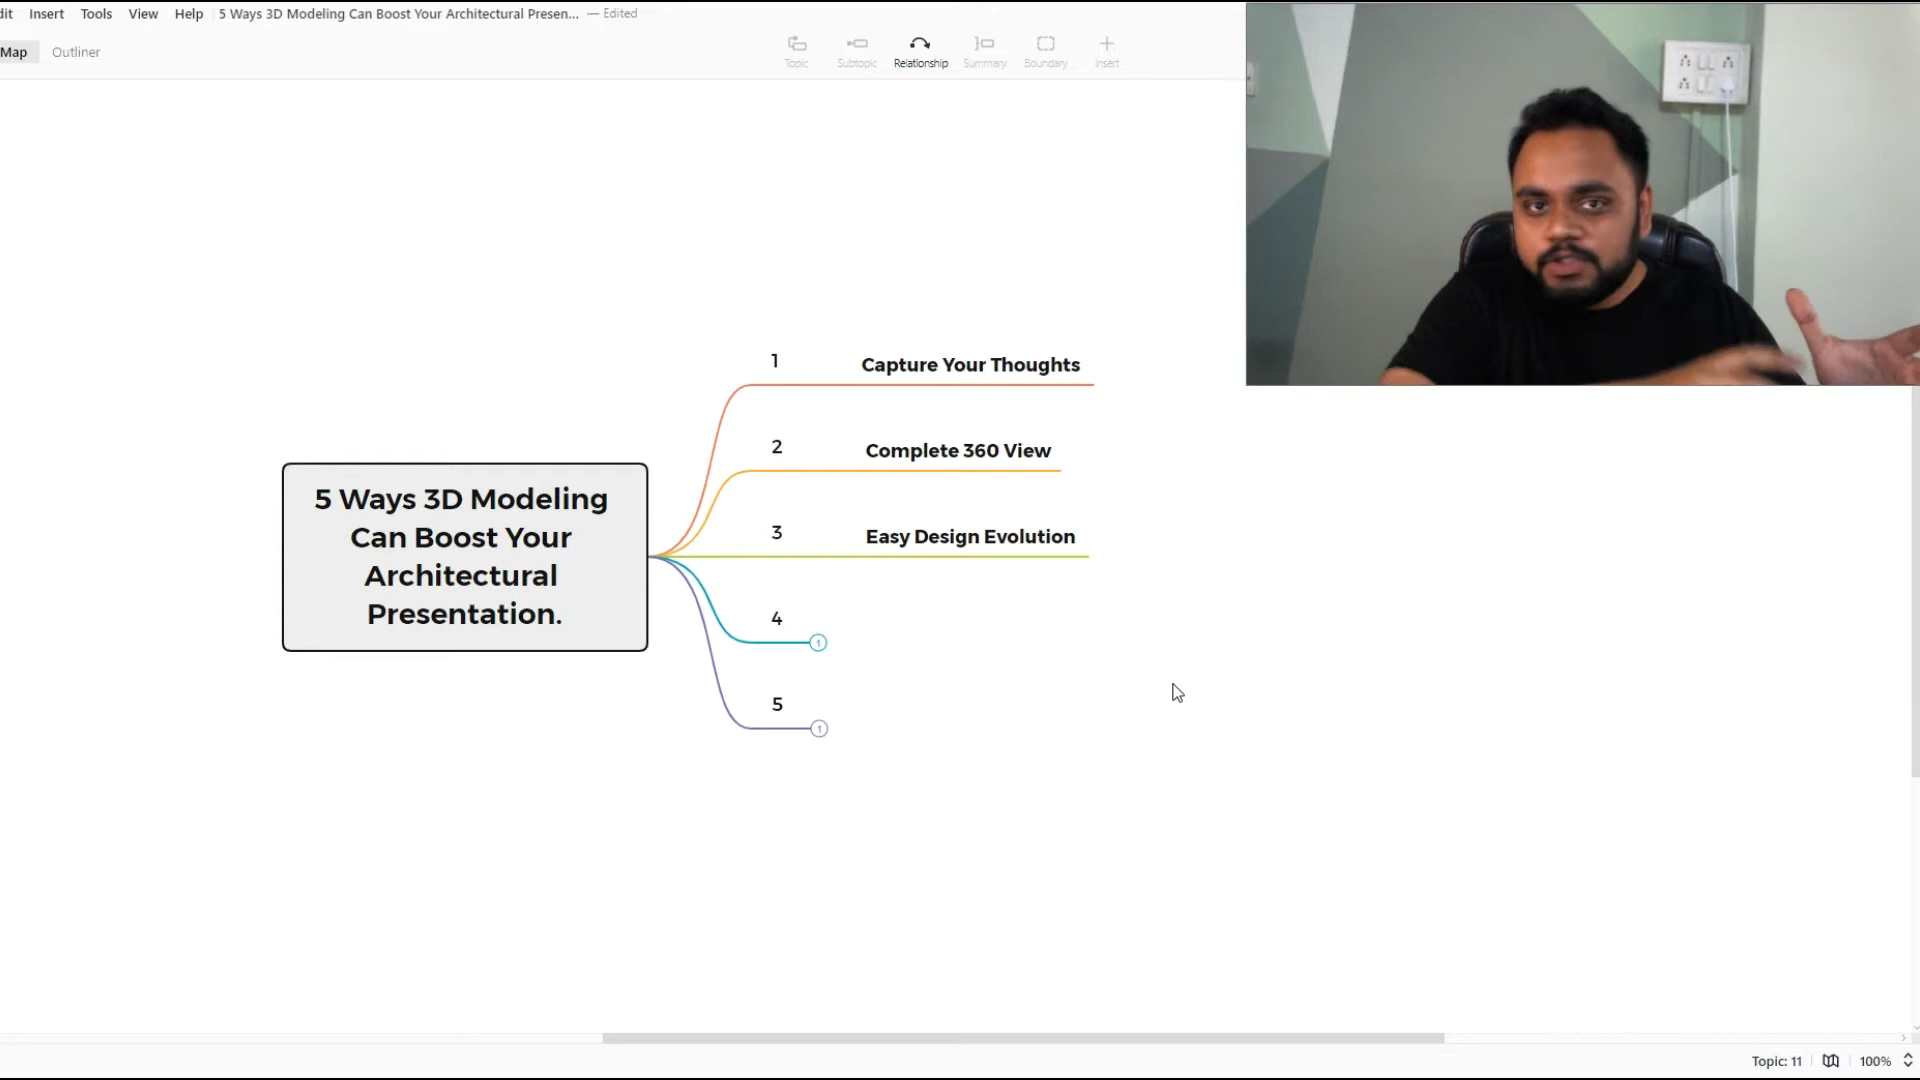 dit Insert Tools View Help 5 Ways 3D Modeling Can Boost Your Architectural Presen... — Edited
Map Outliner
Topic Subtopic Relationship Summary Boundary Insert
1 Capture Your Thoughts
2 Complete 360 View
3 Easy Design Evolution
5 Ways 3D Modeling
Can Boost Your
Architectural
Presentation.
4
1
5
1
Topic: 11 100%